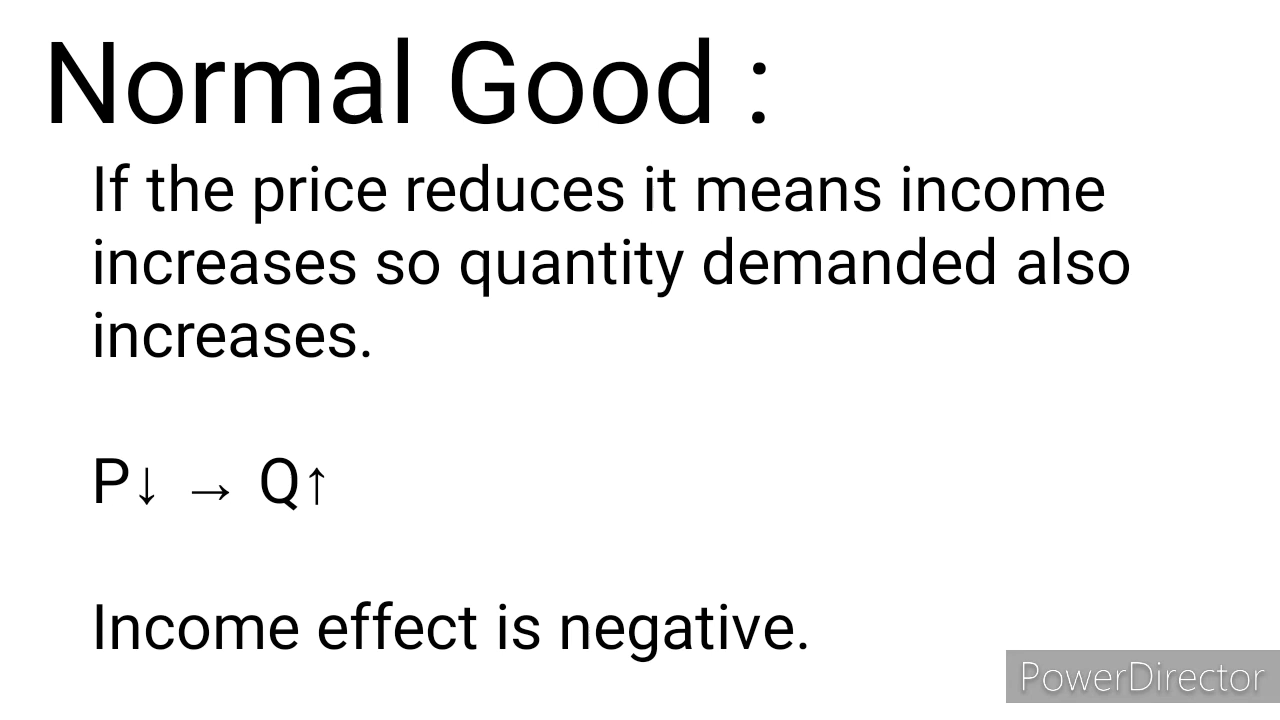 Normal Good :
If the price reduces it means income
increases so quantity demanded also
increases.
P↓ → Q↑
Income effect is negative.
PowerDirector